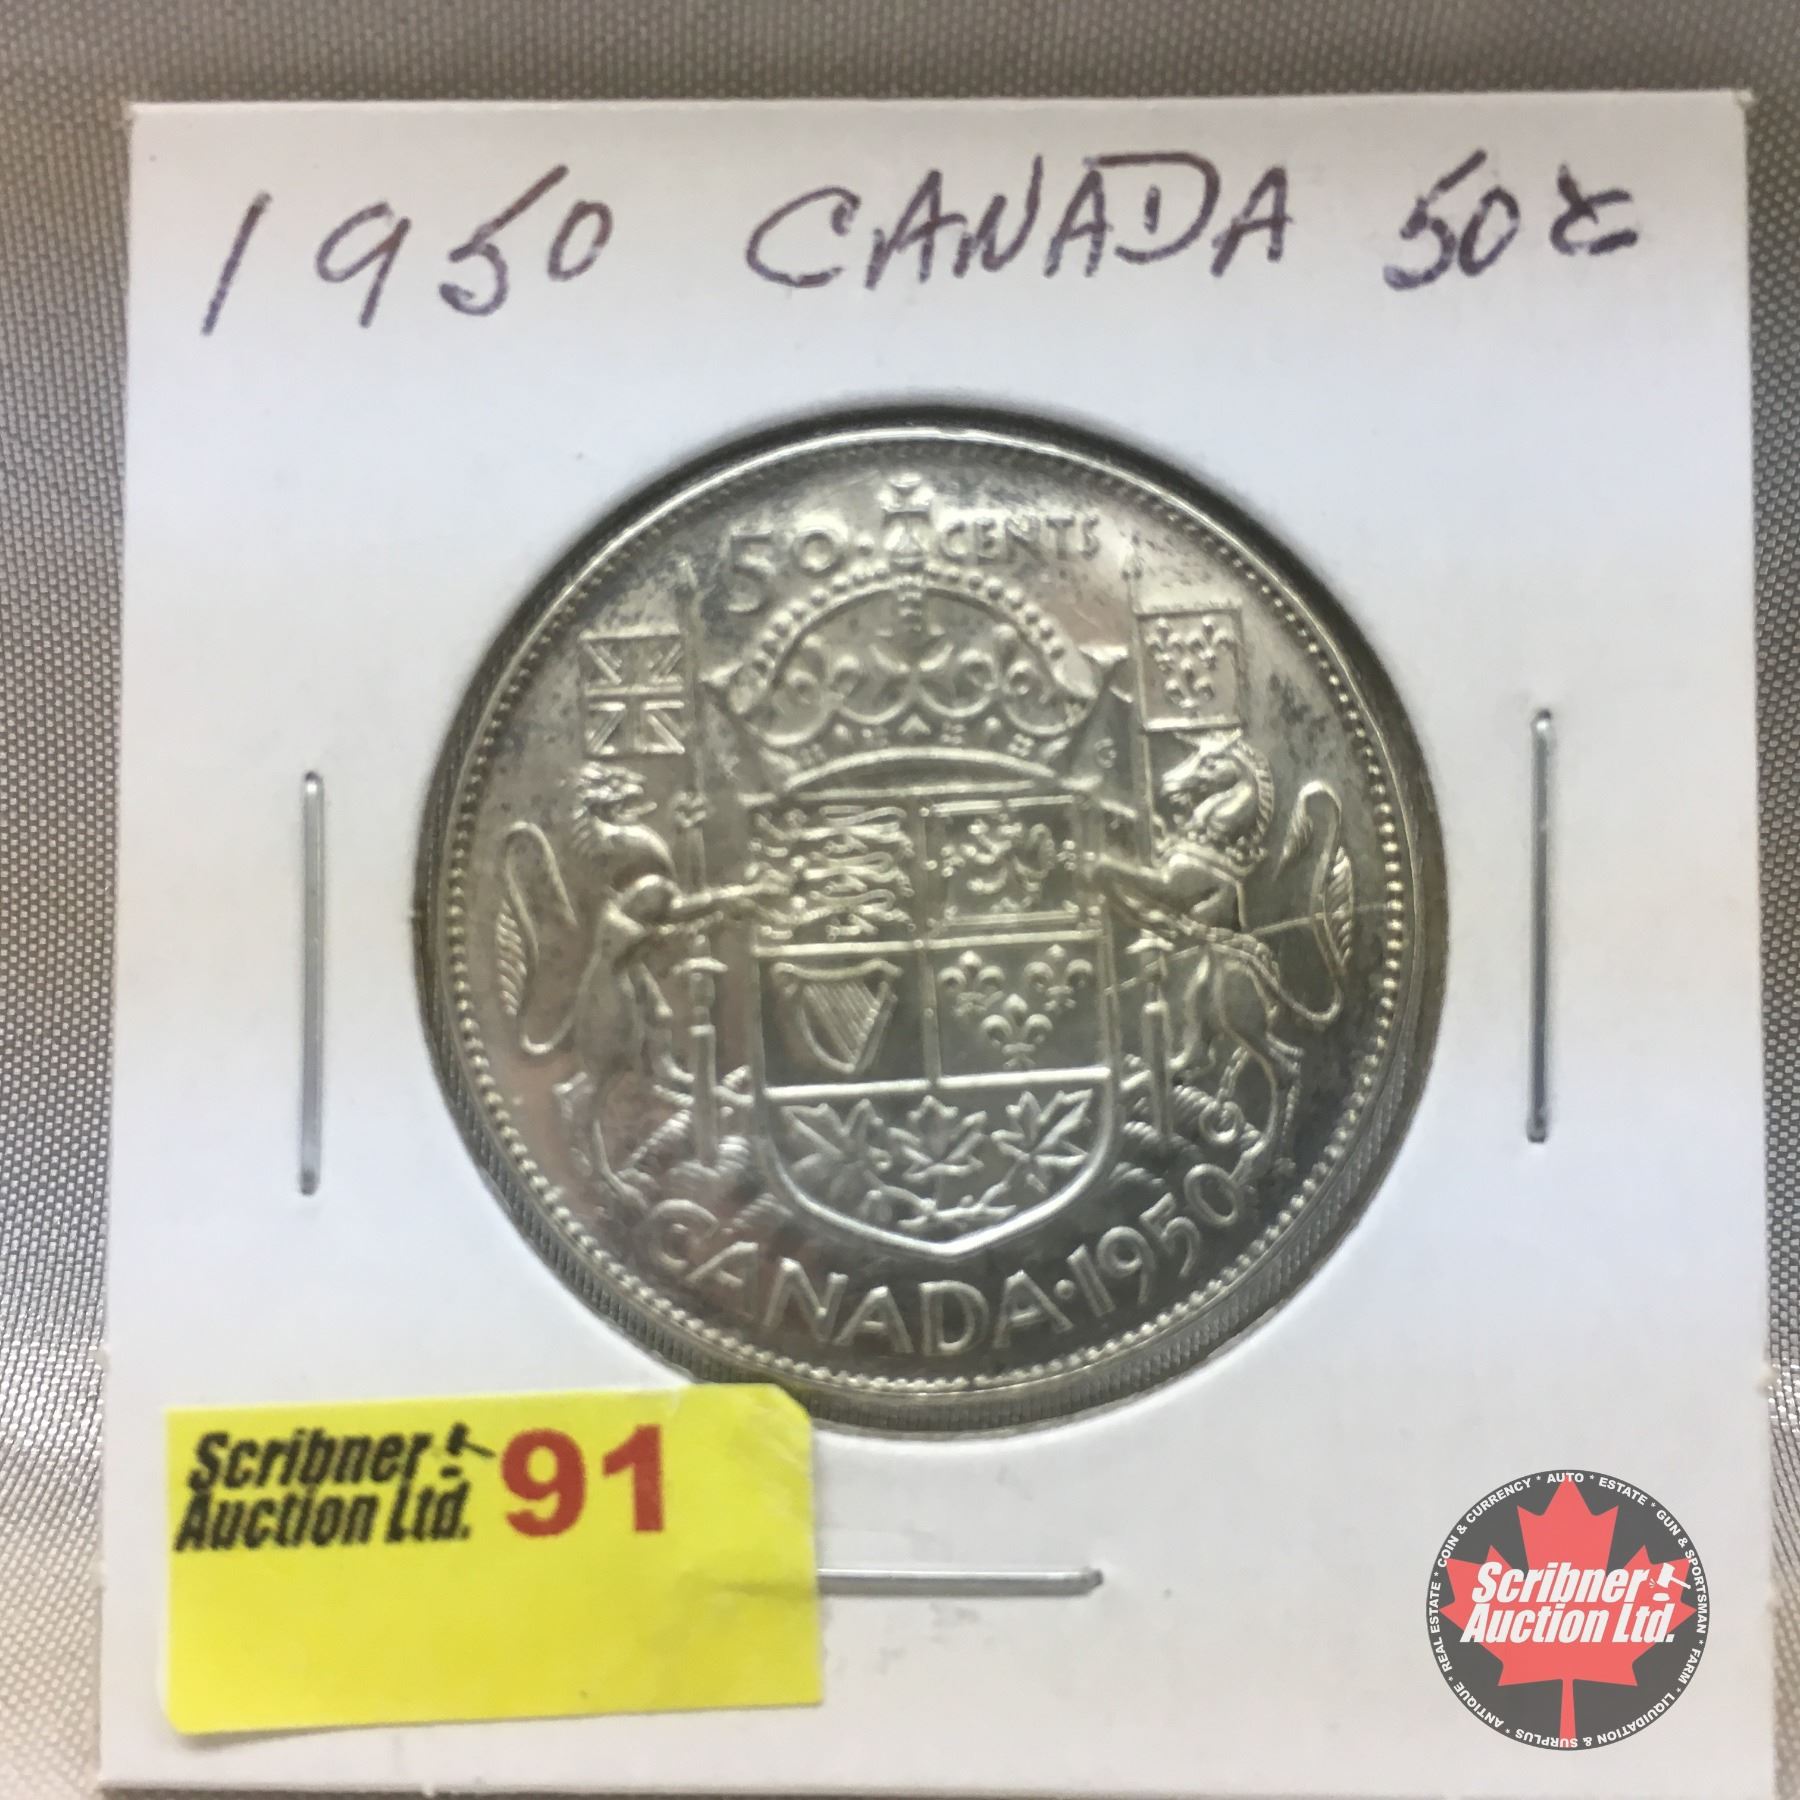 1950 CANADA 50¢
50 · CENTS
CANADA · 1950
Scribner
Auction Ltd.
91
REAL ESTATE * COIN & CURRENCY * AUTO * ESTATE * GUN & SPORTSMAN * FARM * LIQUIDATION & SURPLUS * ANTIQUE *
Scribner
Auction Ltd.